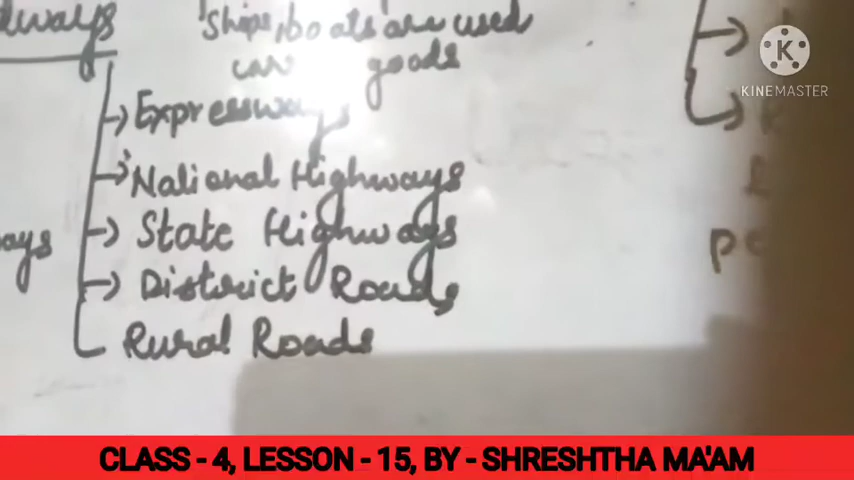 Ships, boats are used
goods
Expressways
National Highways
State Highways
District Roads
Rural Roads
KINEMASTER
CLASS - 4, LESSON - 15, BY - SHRESHTHA MA'AM